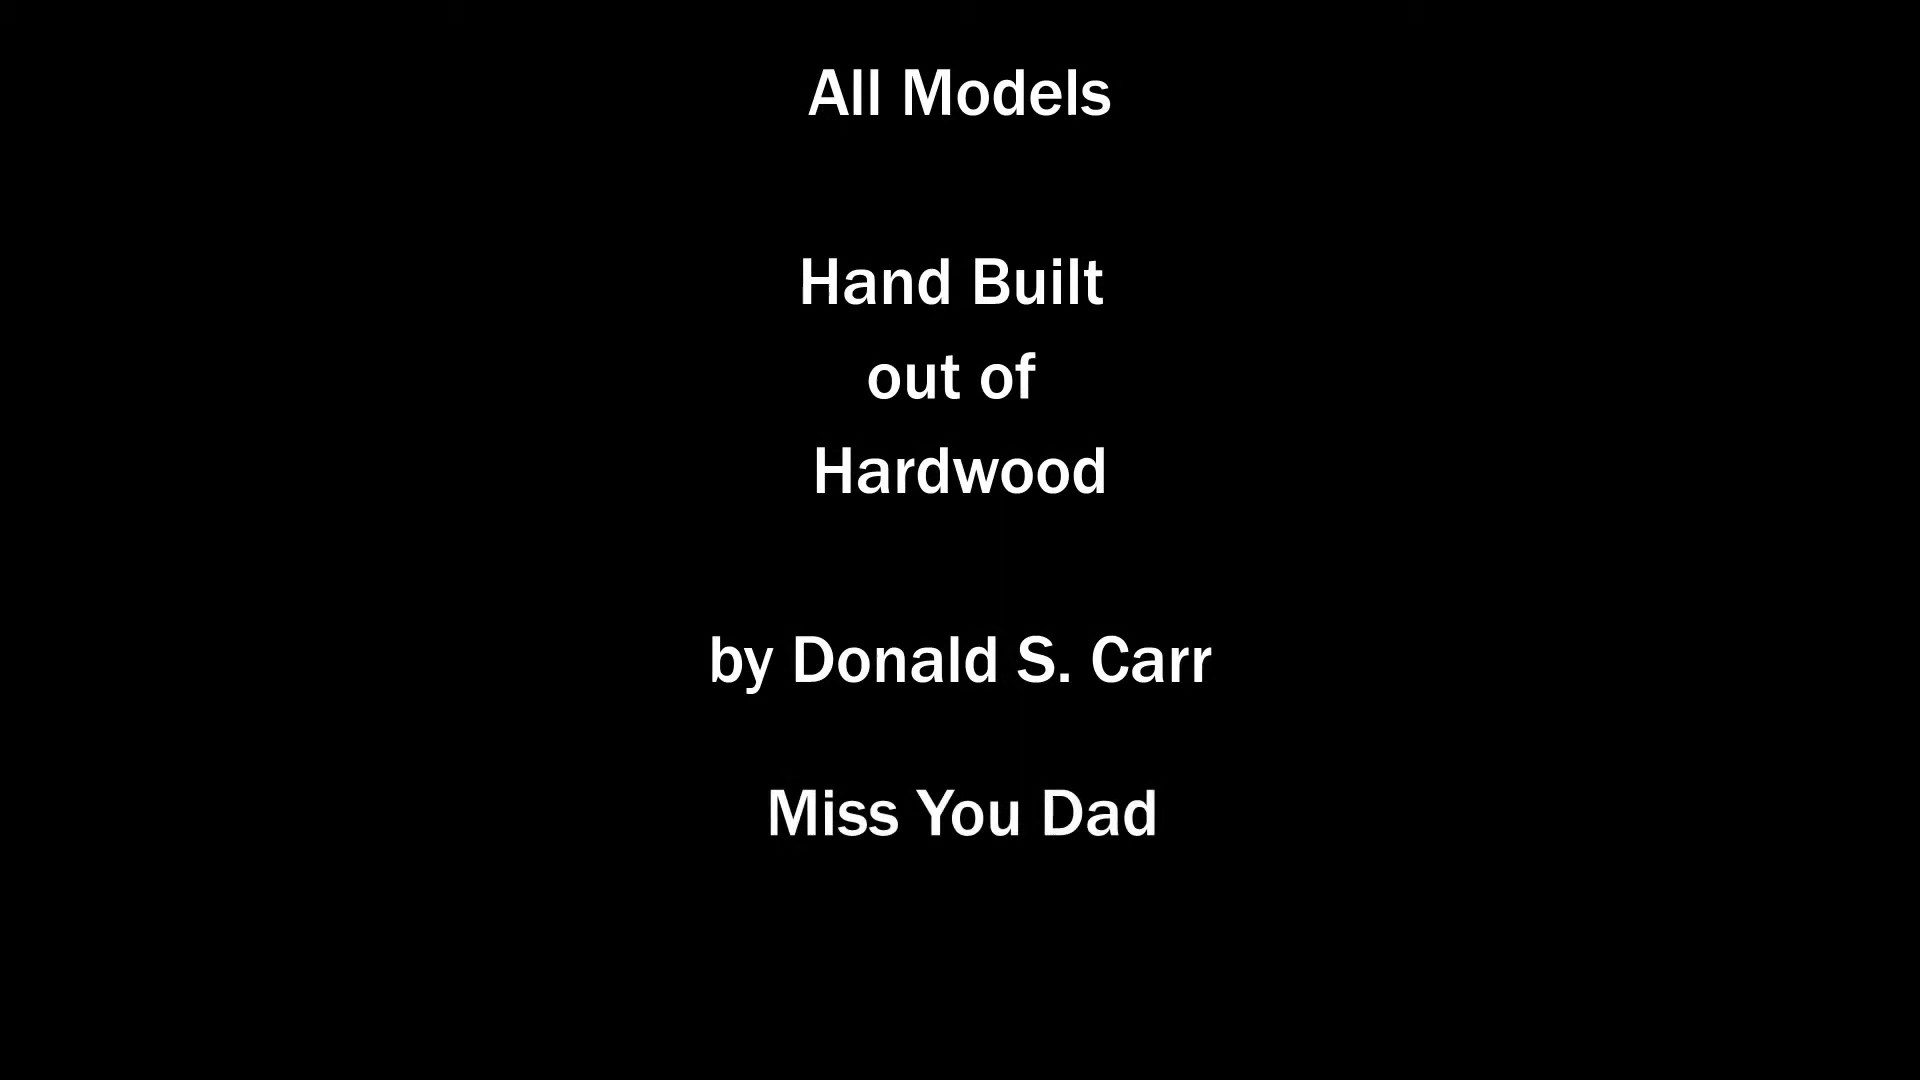 All Models
Hand Built
out of
Hardwood
by Donald S. Carr
Miss You Dad